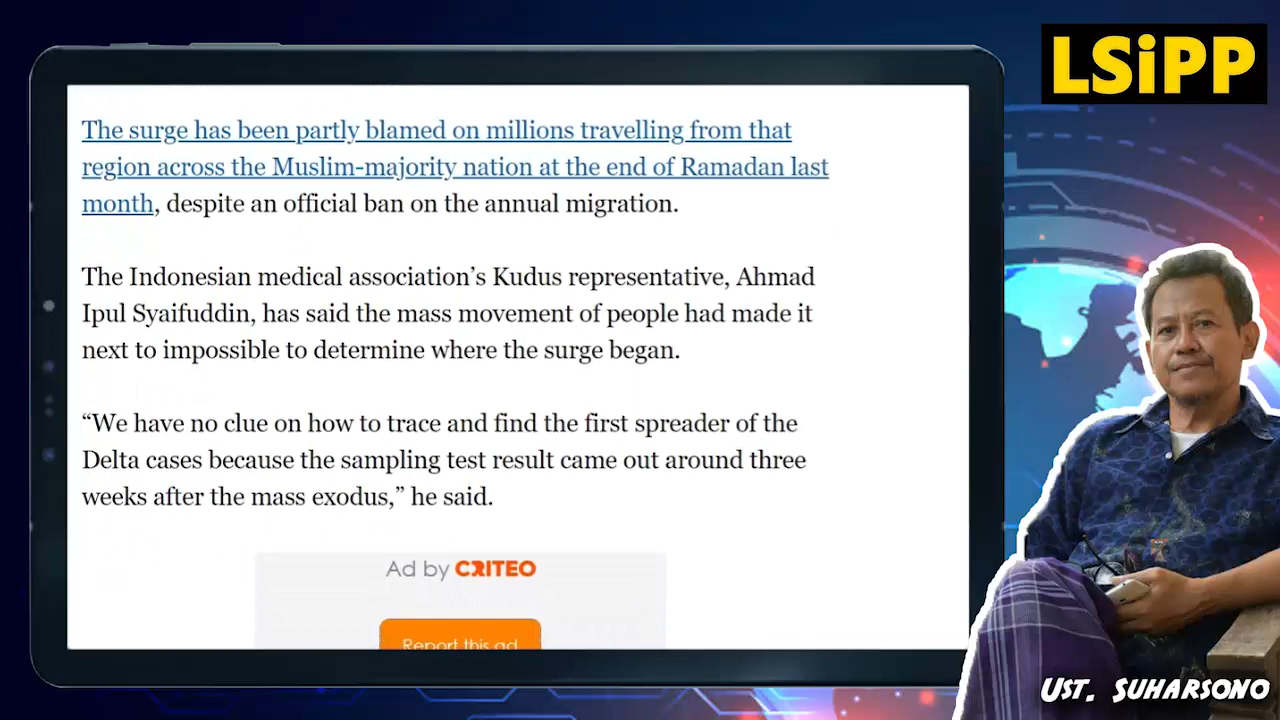 LSiPP
The surge has been partly blamed on millions travelling from that
region across the Muslim-majority nation at the end of Ramadan last
month, despite an official ban on the annual migration.
The Indonesian medical association’s Kudus representative, Ahmad
Ipul Syaifuddin, has said the mass movement of people had made it
next to impossible to determine where the surge began.
“We have no clue on how to trace and find the first spreader of the
Delta cases because the sampling test result came out around three
weeks after the mass exodus,” he said.
Ad by CRITEO
Report this ad
Ust. Suharsono